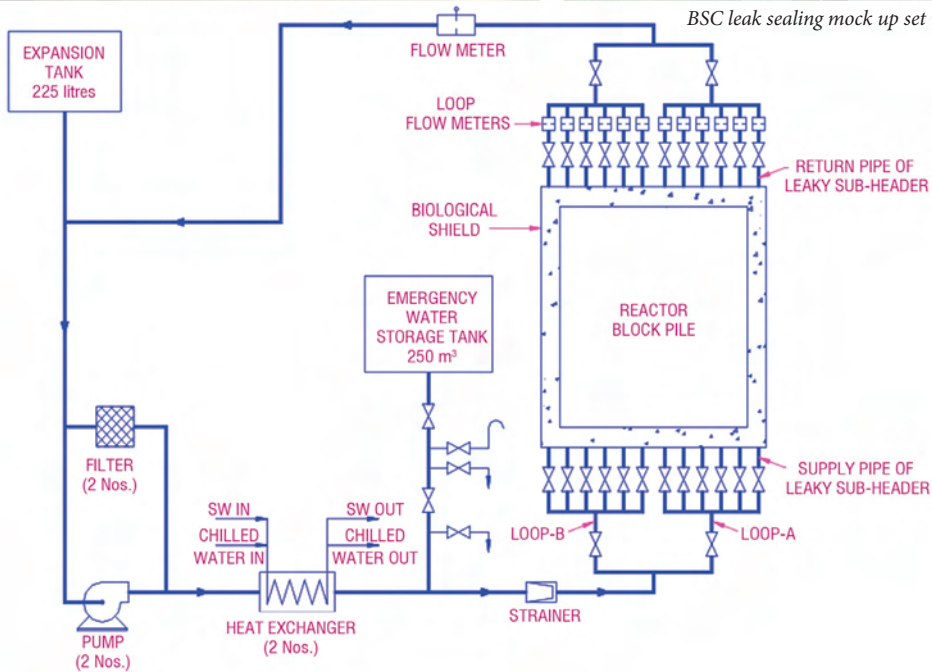 BSC leak sealing mock up set
EXPANSION
TANK
225 litres
FLOW METER
LOOP
FLOW METERS
RETURN PIPE OF
LEAKY SUB-HEADER
BIOLOGICAL
SHIELD
EMERGENCY
WATER
STORAGE TANK
250 m³
REACTOR
BLOCK PILE
FILTER
(2 Nos.)
SUPPLY PIPE OF
LEAKY SUB-HEADER
SW IN
SW OUT
CHILLED
WATER IN
CHILLED
WATER OUT
LOOP-B
LOOP-A
STRAINER
PUMP
(2 Nos.)
HEAT EXCHANGER
(2 Nos.)